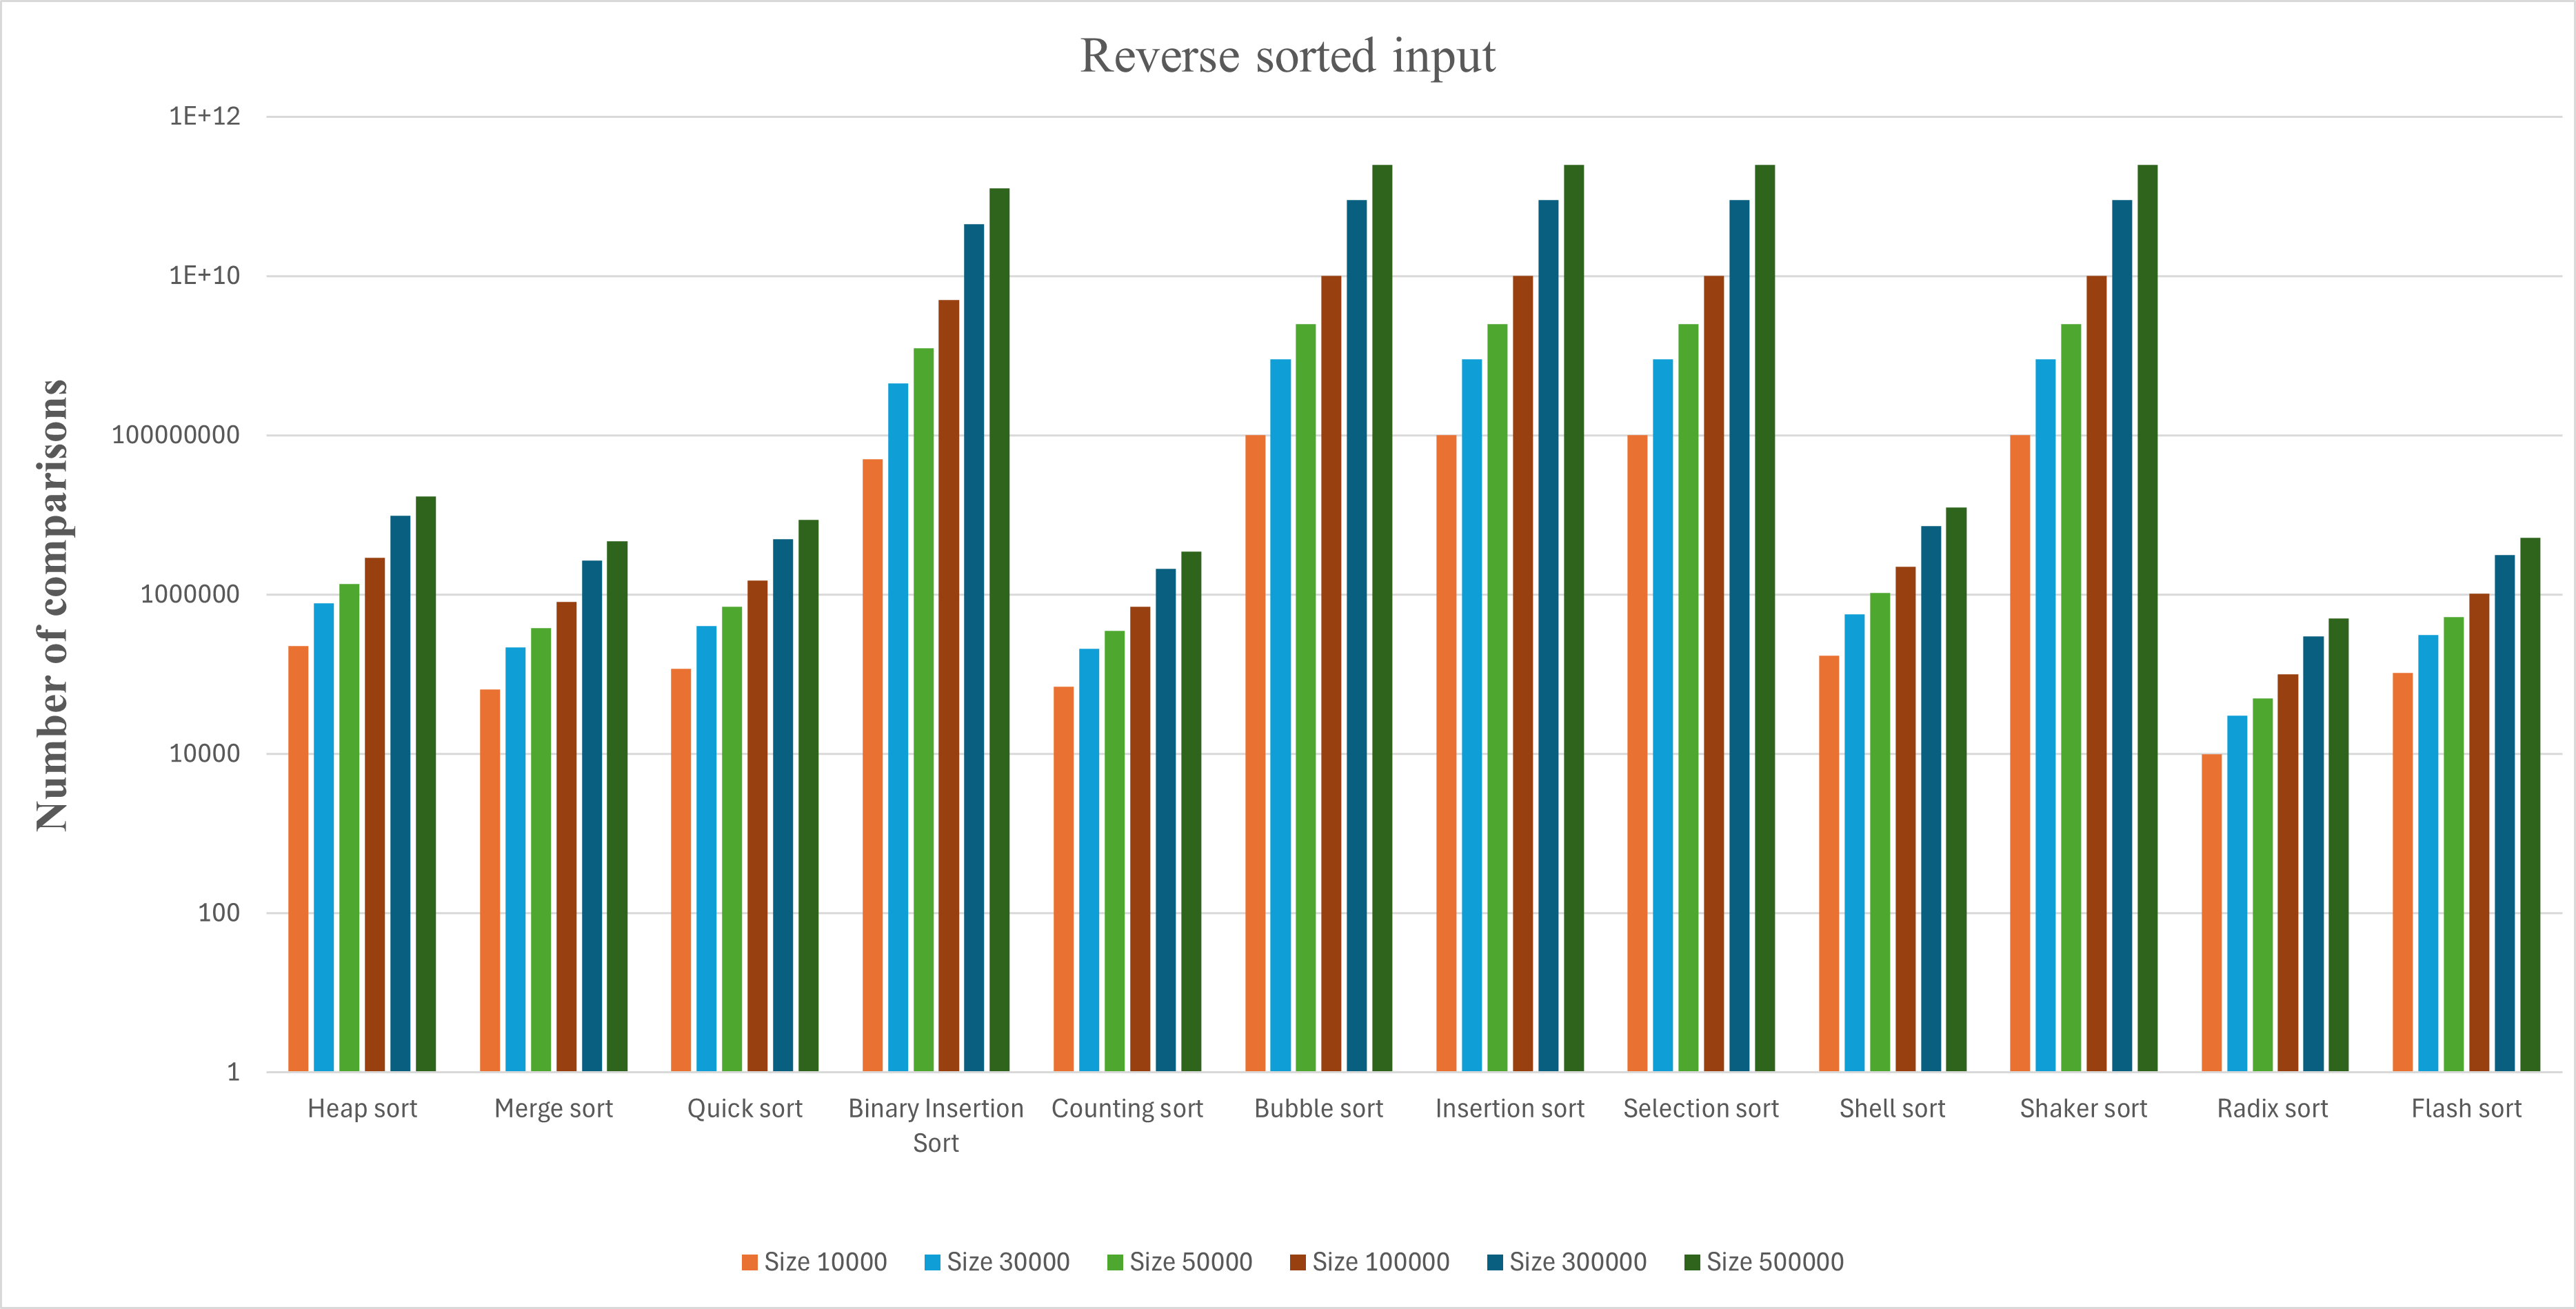 Reverse sorted input
Number of comparisons
1E+12
1E+10
100000000
1000000
10000
100
1
Heap sort
Merge sort
Quick sort
Binary Insertion
Sort
Counting sort
Bubble sort
Insertion sort
Selection sort
Shell sort
Shaker sort
Radix sort
Flash sort
Size 10000
Size 30000
Size 50000
Size 100000
Size 300000
Size 500000